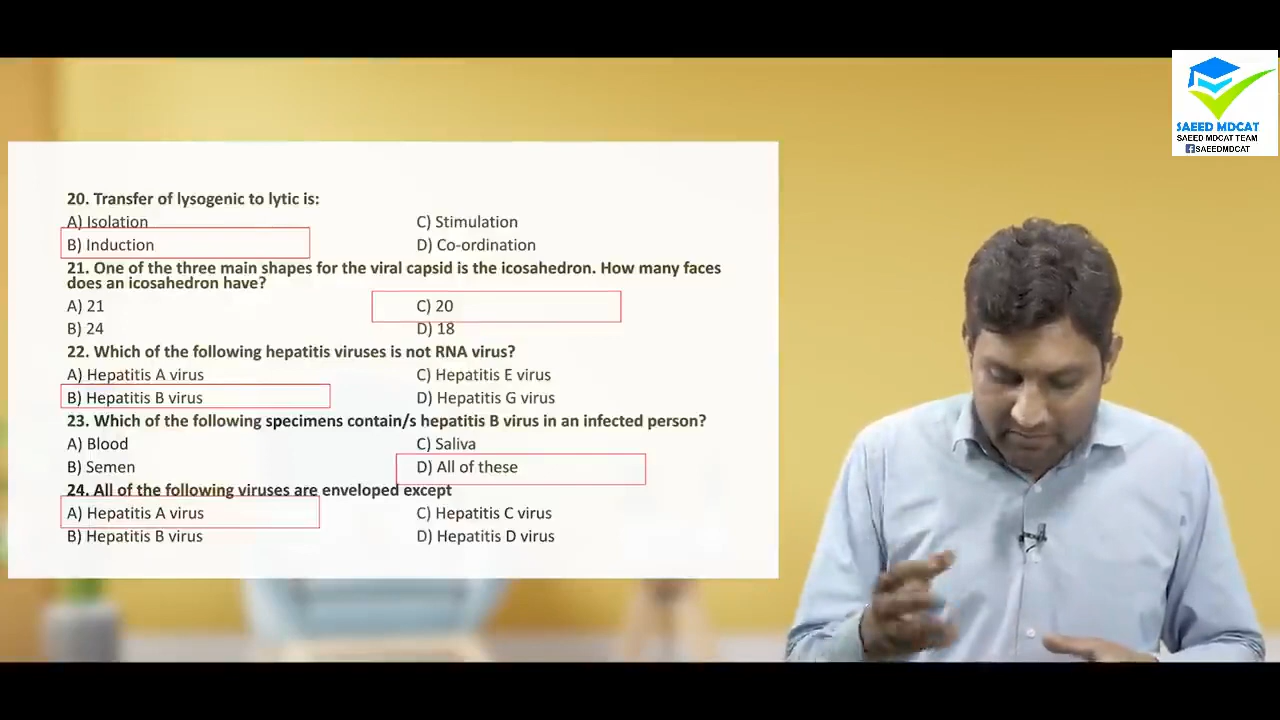 SAEED MDCAT
SAEED MDCAT TEAM
SAEEDMDCAT
20. Transfer of lysogenic to lytic is:
A) Isolation
C) Stimulation
B) Induction
D) Co-ordination
21. One of the three main shapes for the viral capsid is the icosahedron. How many faces
does an icosahedron have?
A) 21
C) 20
B) 24
D) 18
22. Which of the following hepatitis viruses is not RNA virus?
A) Hepatitis A virus
C) Hepatitis E virus
B) Hepatitis B virus
D) Hepatitis G virus
23. Which of the following specimens contain/s hepatitis B virus in an infected person?
A) Blood
C) Saliva
B) Semen
D) All of these
24. All of the following viruses are enveloped except
A) Hepatitis A virus
C) Hepatitis C virus
B) Hepatitis B virus
D) Hepatitis D virus